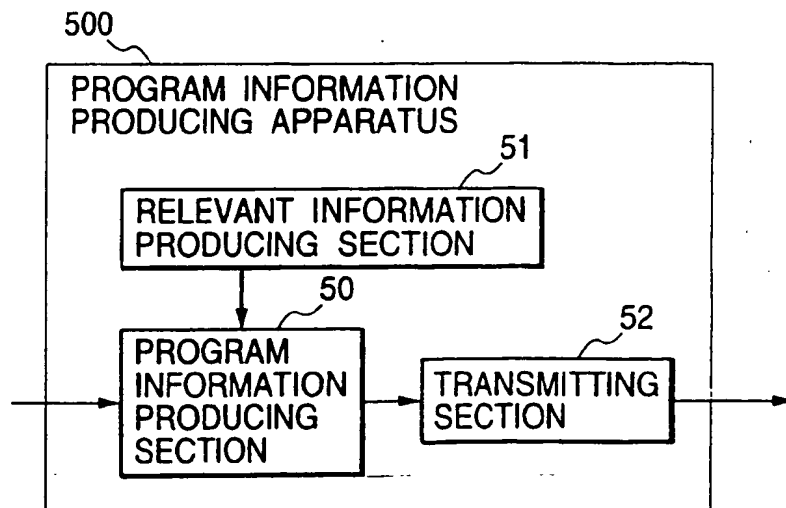 500
PROGRAM INFORMATION
PRODUCING APPARATUS
51
RELEVANT INFORMATION
PRODUCING SECTION
50
PROGRAM
INFORMATION
PRODUCING
SECTION
52
TRANSMITTING
SECTION